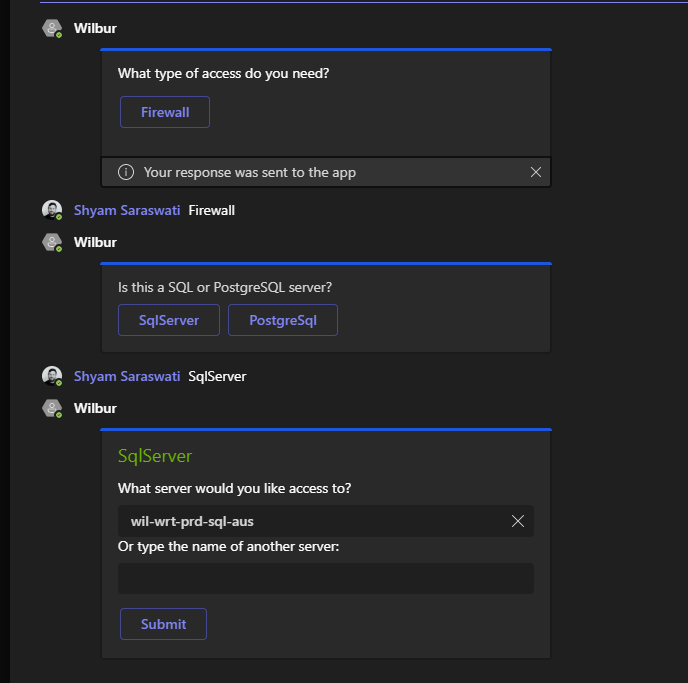 Wilbur
What type of access do you need?
Firewall
Your response was sent to the app
Shyam Saraswati Firewall
Wilbur
Is this a SQL or PostgreSQL server?
SqlServer PostgreSql
Shyam Saraswati SqlServer
Wilbur
SqlServer
What server would you like access to?
wil-wrt-prd-sql-aus
Or type the name of another server:
Submit